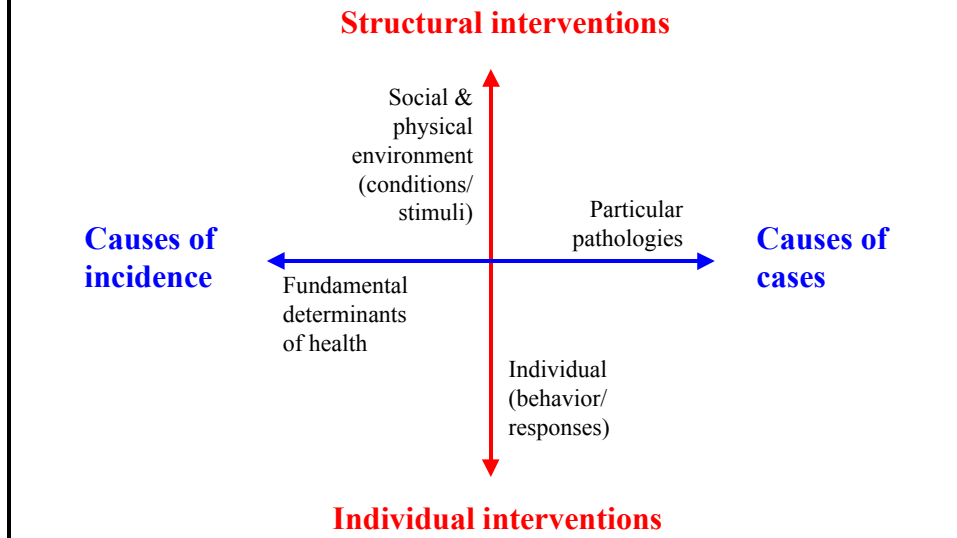 Structural interventions
Social &
physical
environment
(conditions/
stimuli)
Particular
pathologies
Causes of
incidence
Causes of
cases
Fundamental
determinants
of health
Individual
(behavior/
responses)
Individual interventions